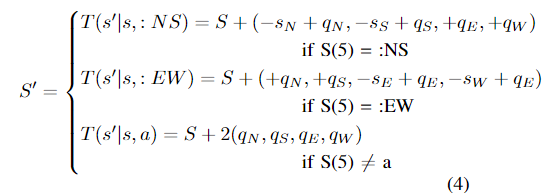 T(s'|s, : NS) = S + (−s_N + q_N, −s_S + q_S, +q_E, +q_W)
if S(5) = :NS
S' = { T(s'|s, : EW) = S + (+q_N, +q_S, −s_E + q_E, −s_W + q_E)
if S(5) = :EW
T(s'|s, a) = S + 2(q_N, q_S, q_E, q_W)
if S(5) ≠ a
(4)